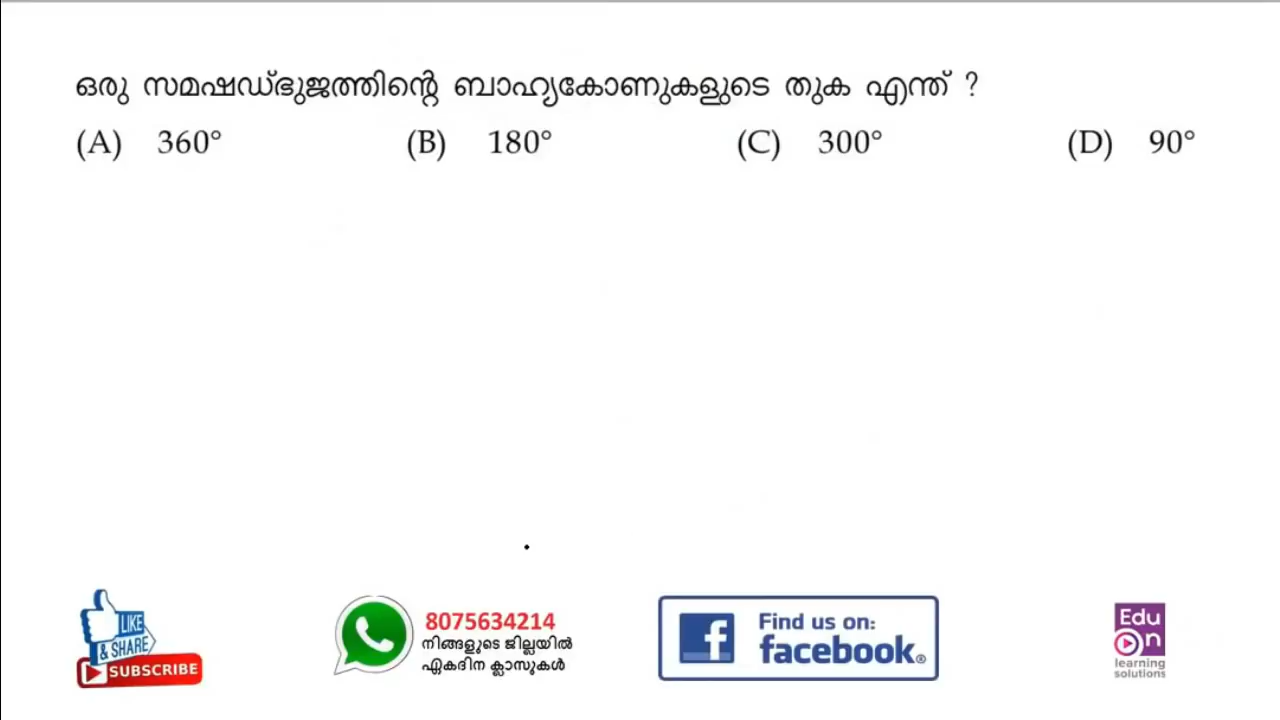 ഒരു സമഷഡ്ഭുജത്തിന്റെ ബാഹ്യകോണുകളുടെ തുക എന്ത് ?
(A) 360° (B) 180° (C) 300° (D) 90°
LIKE
& SHARE
SUBSCRIBE
8075634214
നിങ്ങളുടെ ജില്ലയിൽ
ഏകദിന ക്ലാസുകൾ
Find us on:
facebook®
Edu
On
learning
solutions